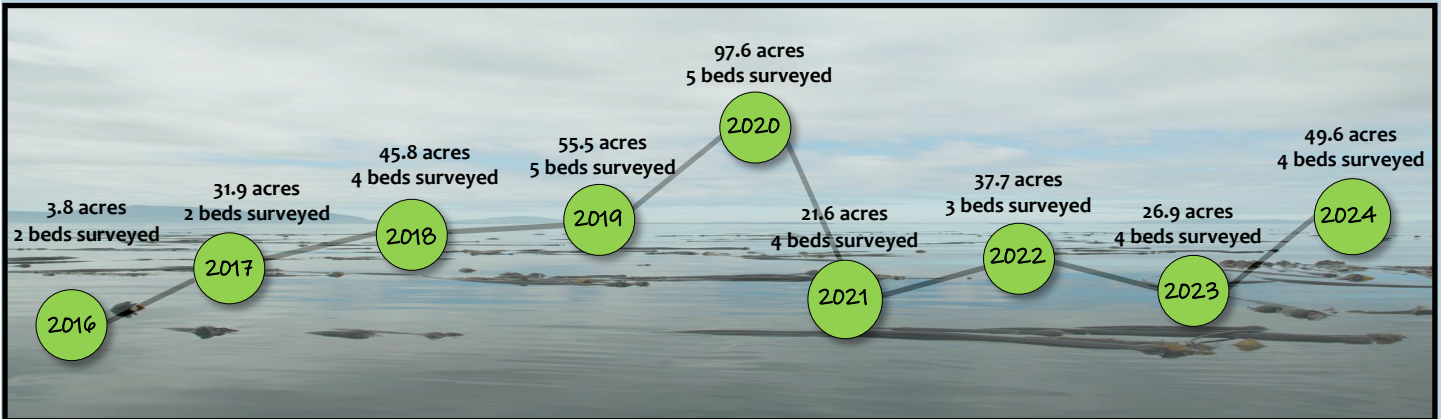 3.8 acres
2 beds surveyed
2016
31.9 acres
2 beds surveyed
2017
45.8 acres
4 beds surveyed
2018
55.5 acres
5 beds surveyed
2019
97.6 acres
5 beds surveyed
2020
21.6 acres
4 beds surveyed
2021
37.7 acres
3 beds surveyed
2022
26.9 acres
4 beds surveyed
2023
49.6 acres
4 beds surveyed
2024